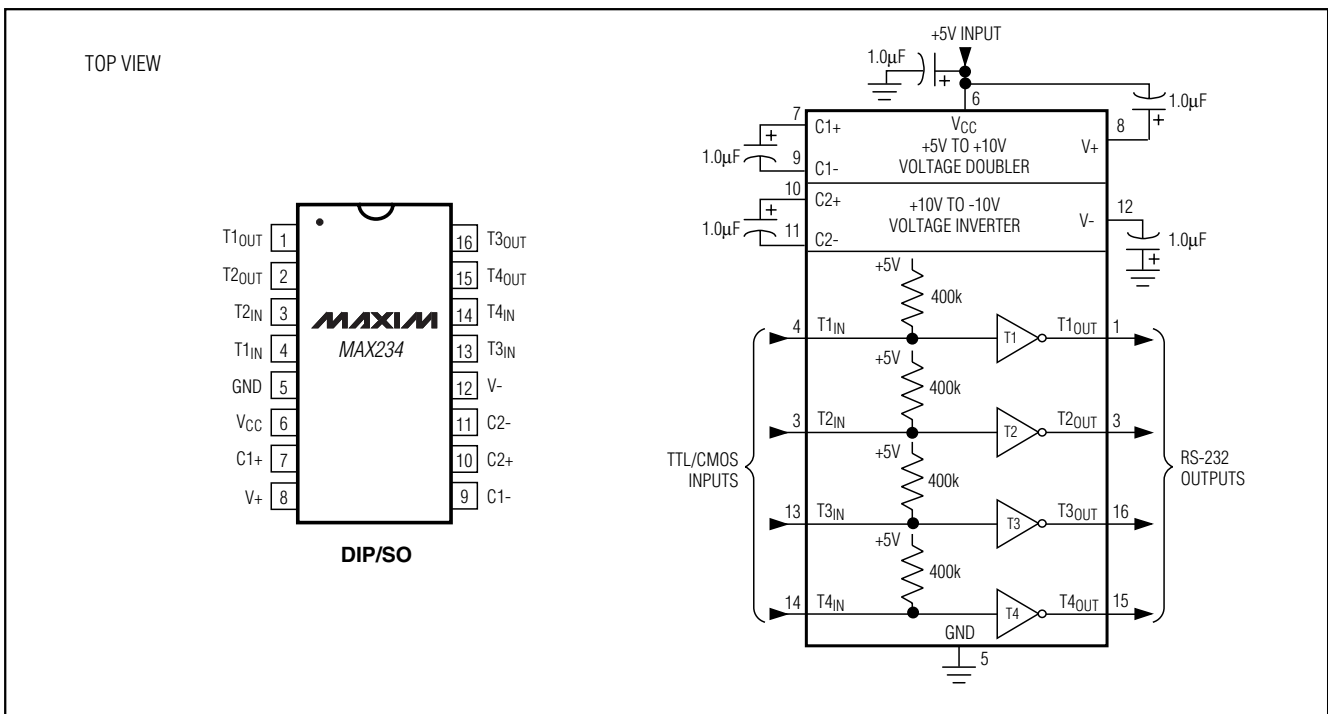 TOP VIEW
T1OUT 1
T2OUT 2
T2IN 3
T1IN 4
GND 5
VCC 6
C1+ 7
V+ 8
MAXIM
MAX234
16 T3OUT
15 T4OUT
14 T4IN
13 T3IN
12 V-
11 C2-
10 C2+
9 C1-
DIP/SO
+5V INPUT
1.0µF
+
6
1.0µF
+
7 C1+
1.0µF
+
9 C1-
VCC
+5V TO +10V
VOLTAGE DOUBLER
V+ 8
10 C2+
1.0µF
+
11 C2-
+10V TO -10V
VOLTAGE INVERTER
V- 12
1.0µF
+
+5V
400k
4 T1IN T1 T1OUT 1
+5V
400k
3 T2IN T2 T2OUT 3
+5V
400k
13 T3IN T3 T3OUT 16
+5V
400k
14 T4IN T4 T4OUT 15
TTL/CMOS
INPUTS
RS-232
OUTPUTS
GND
5